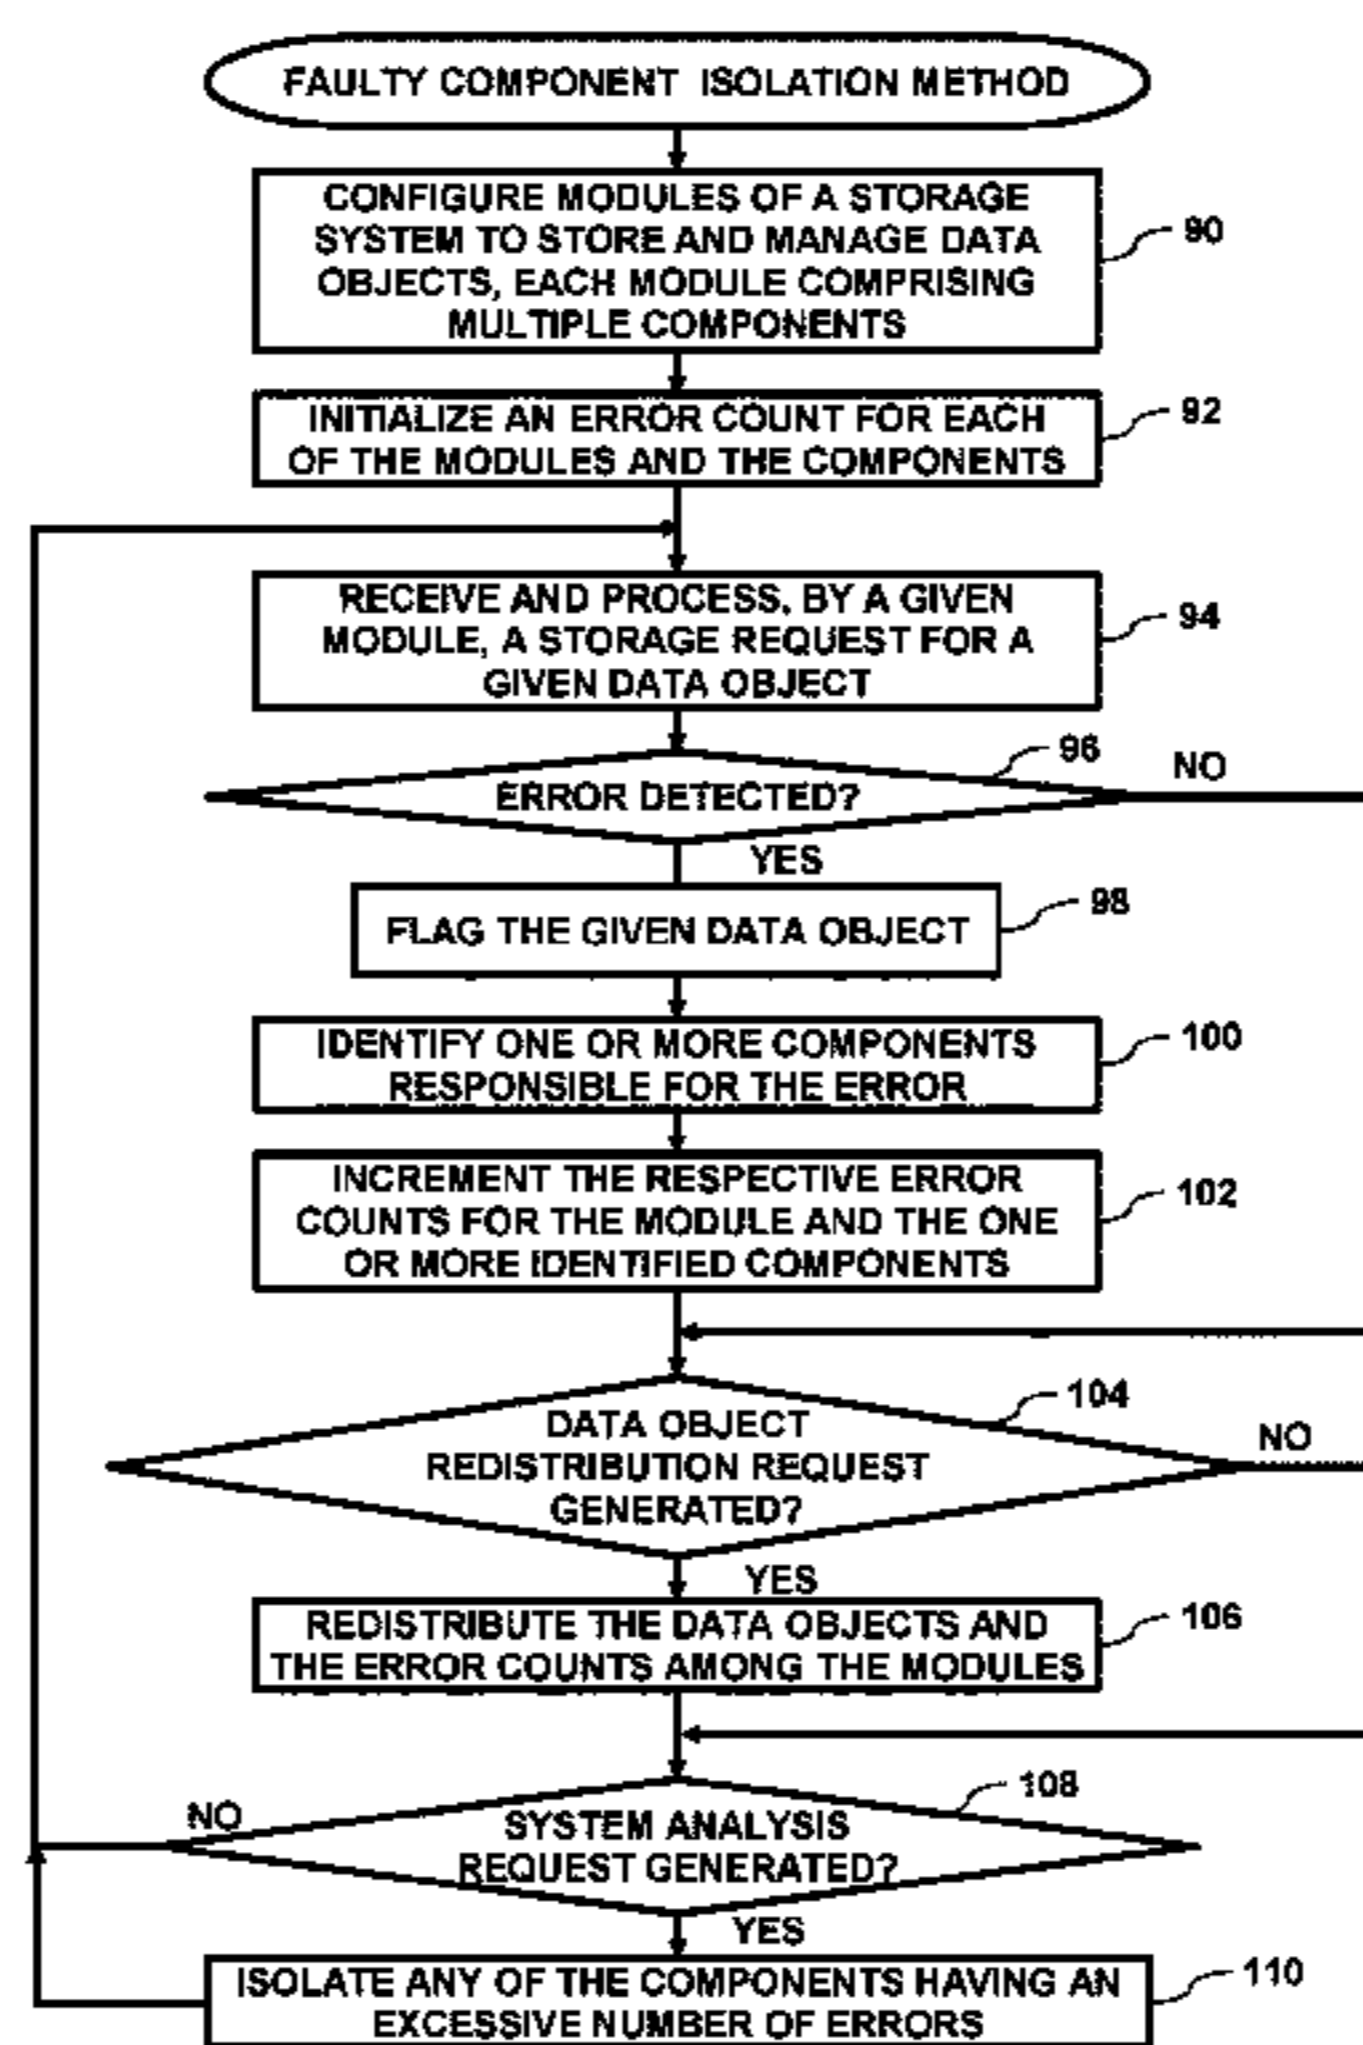 FAULTY COMPONENT ISOLATION METHOD
CONFIGURE MODULES OF A STORAGE
SYSTEM TO STORE AND MANAGE DATA
OBJECTS, EACH MODULE COMPRISING
MULTIPLE COMPONENTS
90
INITIALIZE AN ERROR COUNT FOR EACH
OF THE MODULES AND THE COMPONENTS
92
RECEIVE AND PROCESS, BY A GIVEN
MODULE, A STORAGE REQUEST FOR A
GIVEN DATA OBJECT
94
ERROR DETECTED?
96
NO
YES
FLAG THE GIVEN DATA OBJECT
98
IDENTIFY ONE OR MORE COMPONENTS
RESPONSIBLE FOR THE ERROR
100
INCREMENT THE RESPECTIVE ERROR
COUNTS FOR THE MODULE AND THE ONE
OR MORE IDENTIFIED COMPONENTS
102
DATA OBJECT
REDISTRIBUTION REQUEST
GENERATED?
104
NO
YES
REDISTRIBUTE THE DATA OBJECTS AND
THE ERROR COUNTS AMONG THE MODULES
106
NO
SYSTEM ANALYSIS
REQUEST GENERATED?
108
YES
ISOLATE ANY OF THE COMPONENTS HAVING AN
EXCESSIVE NUMBER OF ERRORS
110